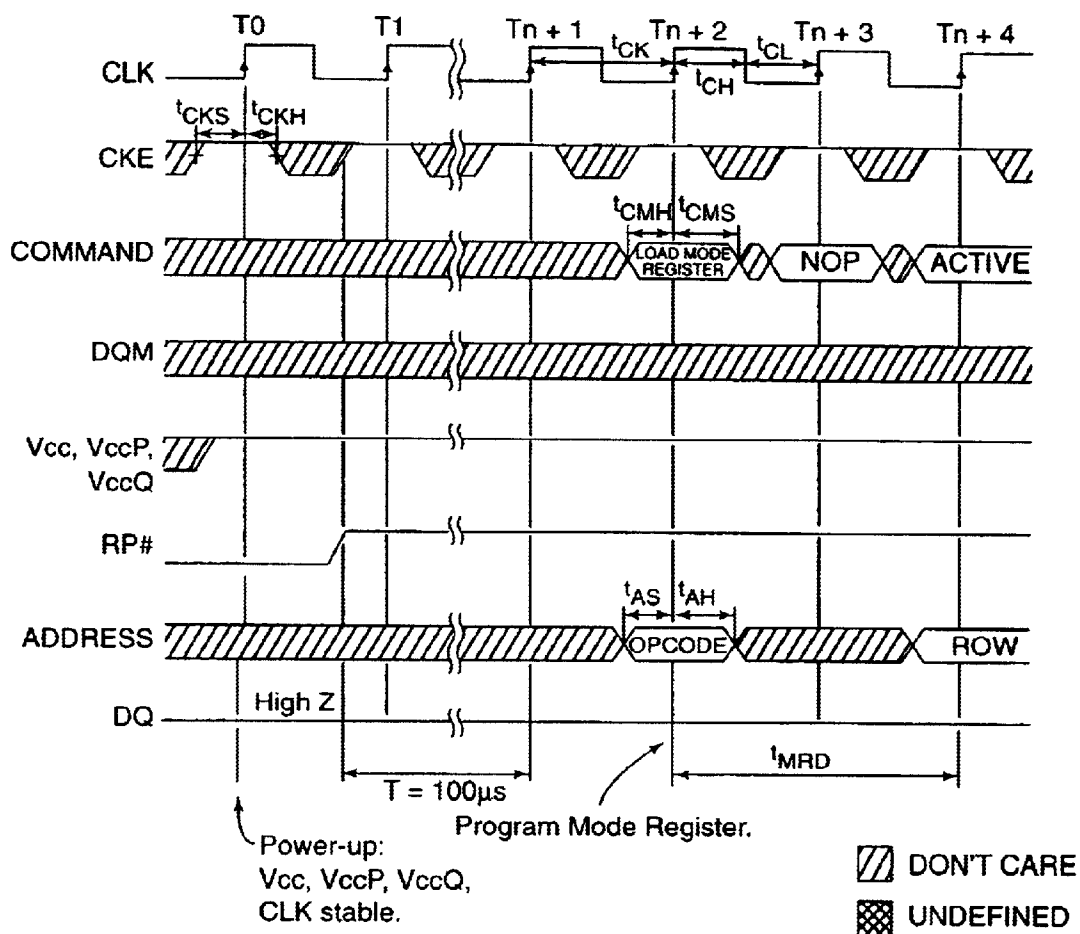 T0 T1 Tn + 1 Tn + 2 Tn + 3 Tn + 4
CLK
tCK
tCH
tCL
tCKS tCKH
CKE
tCMH tCMS
COMMAND
LOAD MODE
REGISTER
NOP
ACTIVE
DQM
Vcc, VccP,
VccQ
RP#
tAS tAH
ADDRESS
OPCODE
ROW
DQ
High Z
T = 100µs
tMRD
Program Mode Register.
Power-up:
Vcc, VccP, VccQ,
CLK stable.
DON'T CARE
UNDEFINED